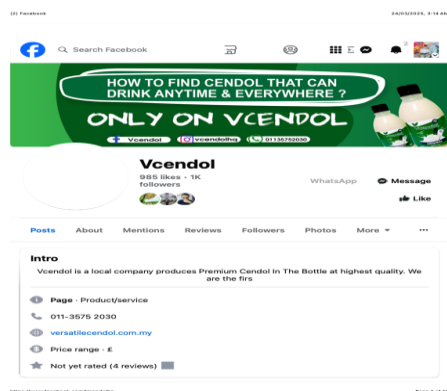 (2) Facebook
24/03/2025, 3:14 AM
Search Facebook
2
HOW TO FIND CENDOL THAT CAN
DRINK ANYTIME & EVERYWHERE ?
ONLY ON VCENDOL
Vcendol
vcendolhq
01135752030
Vcendol
985 likes • 1K
followers
WhatsApp
Message
Like
Posts
About
Mentions
Reviews
Followers
Photos
More
Intro
Vcendol is a local company produces Premium Cendol In The Bottle at highest quality. We
are the firs
Page · Product/service
011-3575 2030
versatilecendol.com.my
Price range · £
Not yet rated (4 reviews)